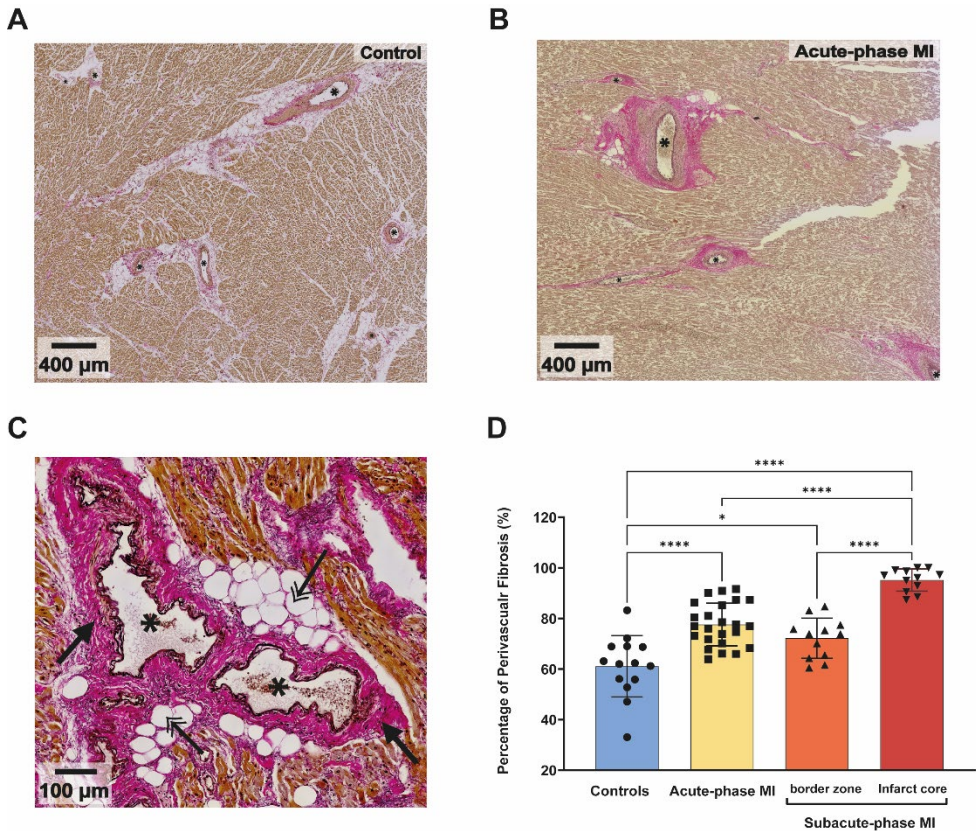 A
Control
*
*
*
*
*
*
*
400 µm
B
Acute-phase MI
*
*
*
*
*
*
400 µm
C
*
*
100 µm
D
****
****
*
****
****
Percentage of Perivascualr Fibrosis (%)
120
100
80
60
40
20
Controls
Acute-phase MI
border zone
Infarct core
Subacute-phase MI